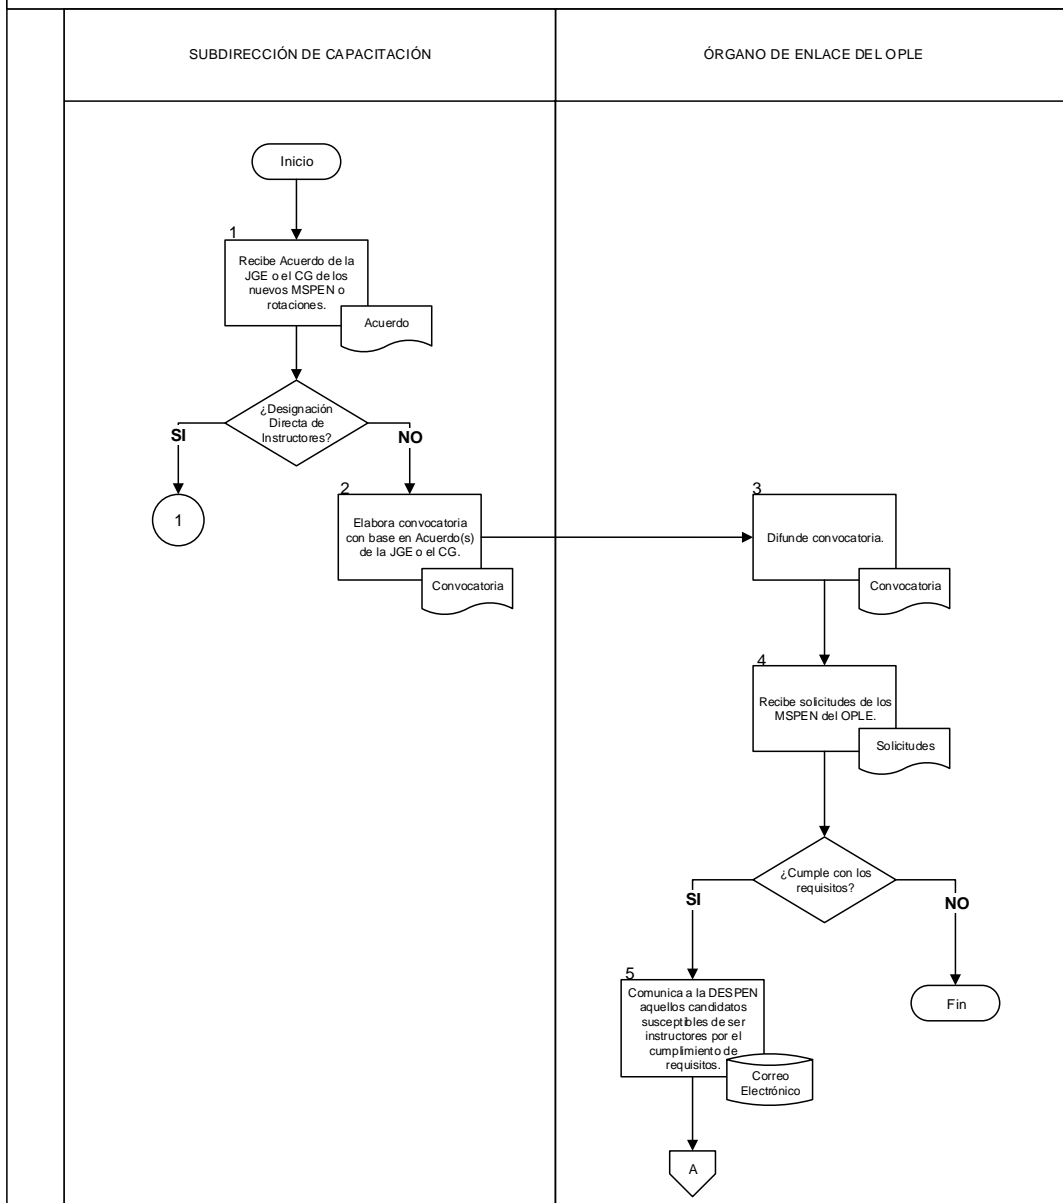 SUBDIRECCIÓN DE CAPACITACIÓN
ÓRGANO DE ENLACE DEL OPLE
Inicio
1
Recibe Acuerdo de la
JGE o el CG de los
nuevos MSPEN o
rotaciones.
Acuerdo
¿Designación
Directa de
Instructores?
SI
NO
1
2
Elabora convocatoria
con base en Acuerdo(s)
de la JGE o el CG.
Convocatoria
3
Difunde convocatoria.
Convocatoria
4
Recibe solicitudes de los
MSPEN del OPLE.
Solicitudes
¿Cumple con los
requisitos?
SI
NO
5
Comunica a la DESPEN
aquellos candidatos
susceptibles de ser
instructores por el
cumplimiento de
requisitos.
Correo
Electrónico
Fin
A